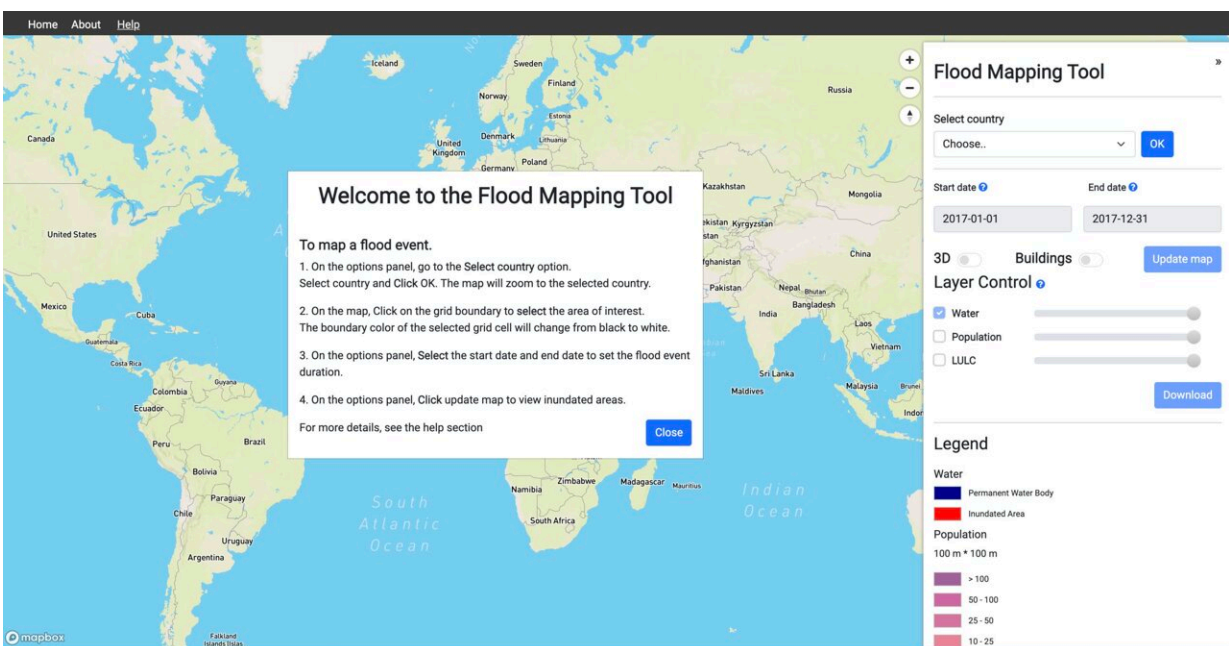 Home About Help
Iceland
Sweden
Finland
Norway
Russia
Estonia
Canada
United Kingdom
Denmark
Lithuania
Poland
Germany
Kazakhstan
Mongolia
United States
Kyrgyzstan
China
Pakistan
Nepal
Bhutan
Bangladesh
India
Mexico
Cuba
Laos
Guatemala
Vietnam
Costa Rica
Guyana
Sri Lanka
Colombia
Maldives
Malaysia
Brunei
Ecuador
Peru
Brazil
Bolivia
Namibia
Zimbabwe
Madagascar
Mauritius
Paraguay
Chile
South Africa
Uruguay
Argentina
South
Atlantic
Ocean
Indian
Ocean
Falkland
Islands Islas
mapbox
Welcome to the Flood Mapping Tool
To map a flood event.
1. On the options panel, go to the Select country option.
Select country and Click OK. The map will zoom to the selected country.
2. On the map, Click on the grid boundary to select the area of interest.
The boundary color of the selected grid cell will change from black to white.
3. On the options panel, Select the start date and end date to set the flood event
duration.
4. On the options panel, Click update map to view inundated areas.
For more details, see the help section
Close
Flood Mapping Tool »
Select country
Choose.. OK
Start date ? End date ?
2017-01-01 2017-12-31
3D Buildings Update map
Layer Control ?
Water
Population
LULC
Download
Legend
Water
Permanent Water Body
Inundated Area
Population
100 m * 100 m
> 100
50 - 100
25 - 50
10 - 25